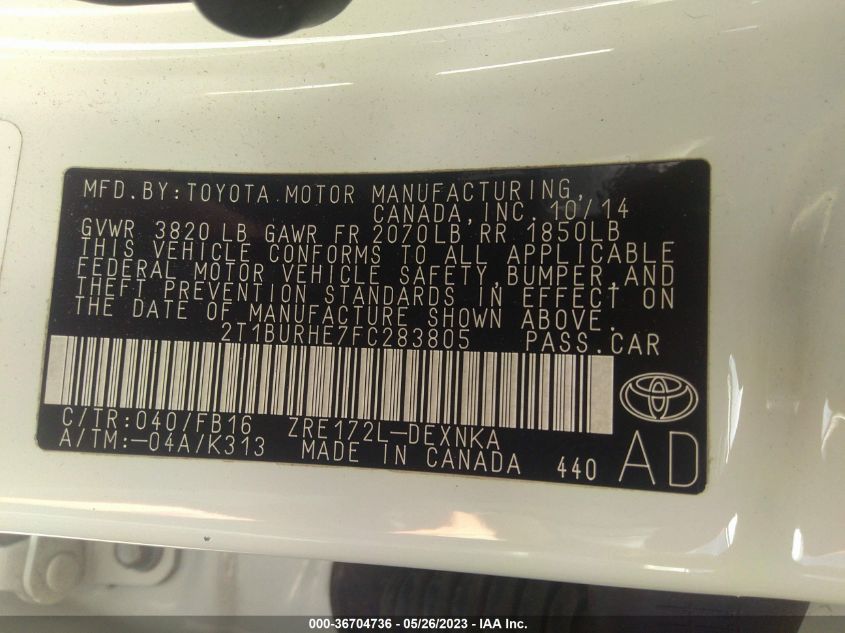 MFD.BY:TOYOTA MOTOR MANUFACTURING,
CANADA,INC. 10/14
GVWR 3820 LB GAWR FR 2070LB RR 1850LB
THIS VEHICLE CONFORMS TO ALL APPLICABLE
FEDERAL MOTOR VEHICLE SAFETY,BUMPER,AND
THEFT PREVENTION STANDARDS IN EFFECT ON
THE DATE OF MANUFACTURE SHOWN ABOVE.
2T1BURHE7FC283805 PASS.CAR
C/TR:040/FB16 ZRE172L-DEXNKA
A/TM:-04A/K313 MADE IN CANADA 440 AD
000-36704736 - 05/26/2023 - IAA Inc.